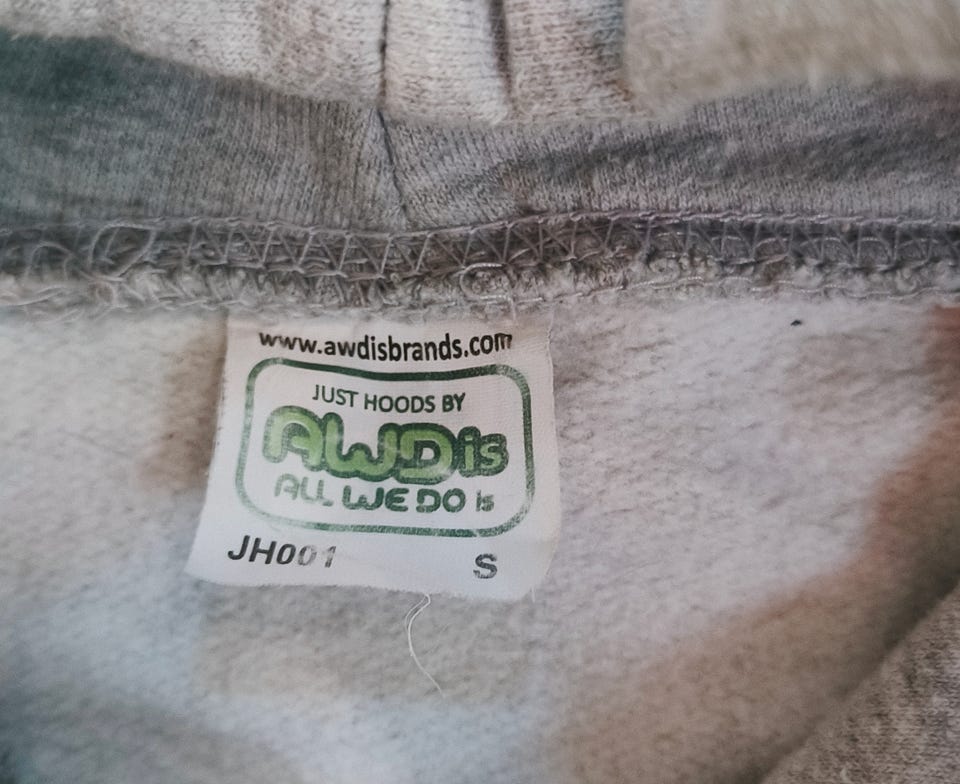 www.awdisbrands.com
JUST HOODS BY
AWDis
ALL WE DO is
JH001 S